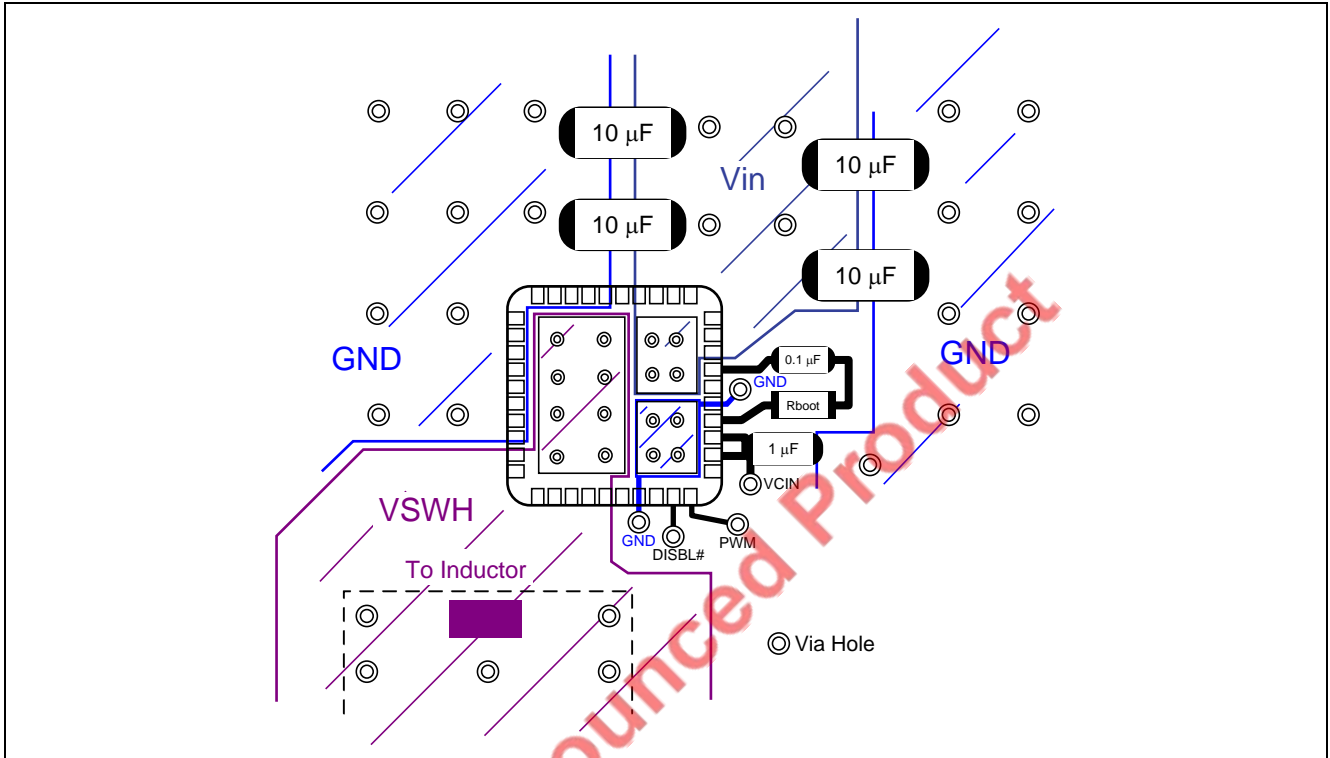 10 μF
10 μF
Vin
10 μF
10 μF
GND
GND
0.1 μF
GND
Rboot
1 μF
VCIN
VSWH
GND
DISBL#
PWM
To Inductor
Via Hole
ounced Product